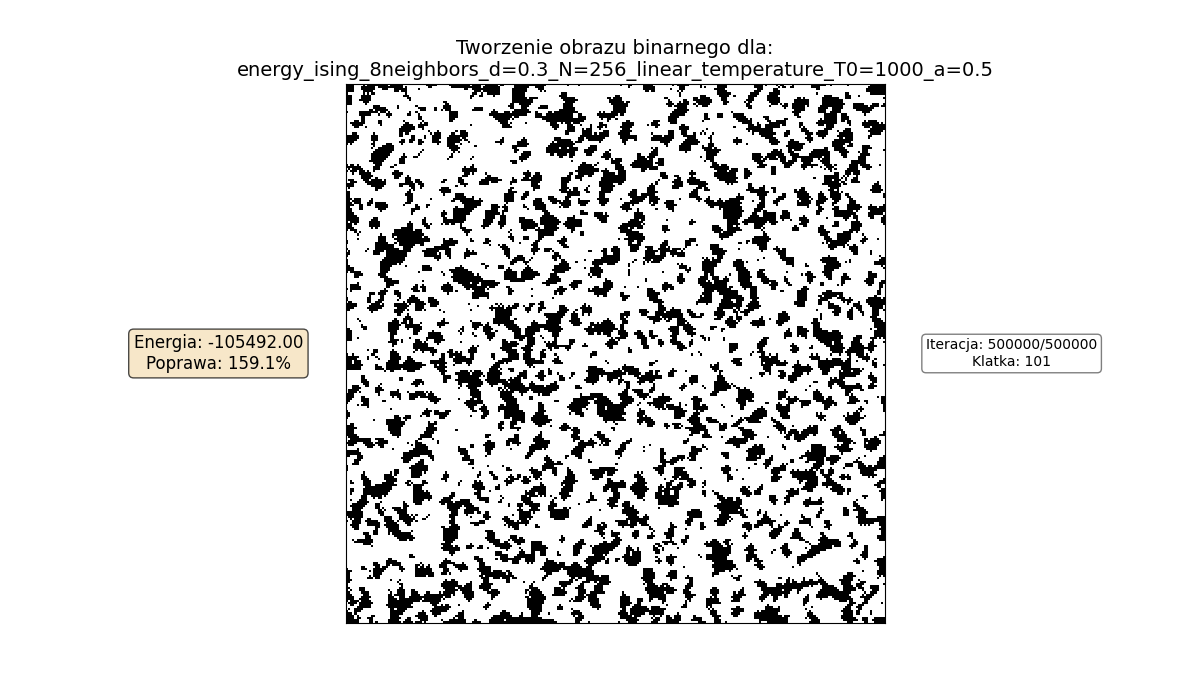 Tworzenie obrazu binarnego dla:
energy_ising_8neighbors_d=0.3_N=256_linear_temperature_T0=1000_a=0.5
Energia: -105492.00
Poprawa: 159.1%
Iteracja: 500000/500000
Klatka: 101